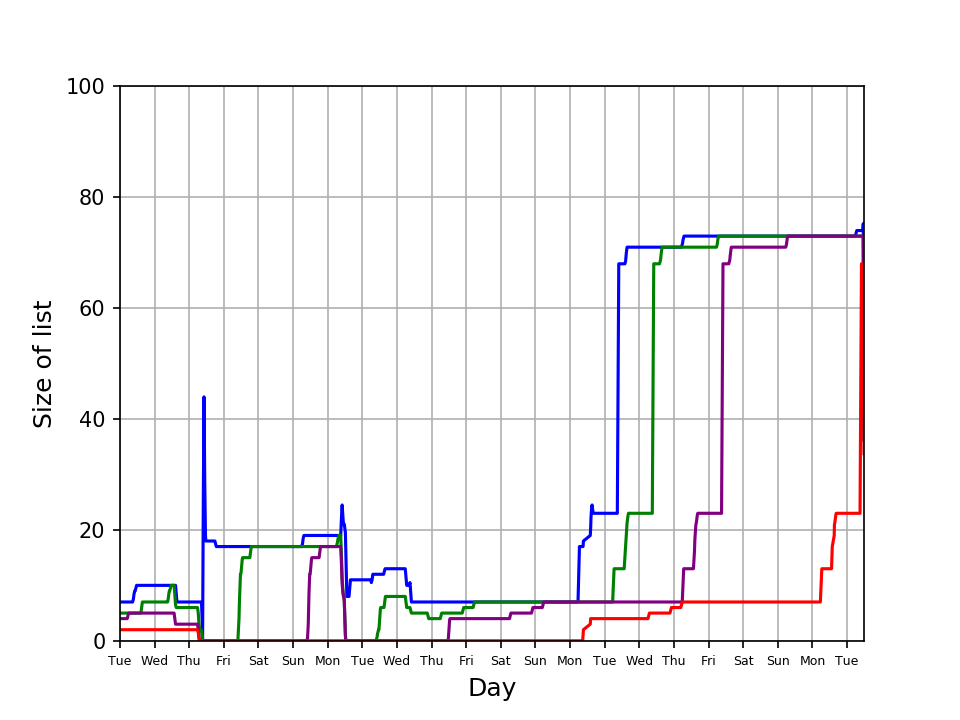 100
80
60
40
20
0
Size of list
Tue Wed Thu Fri Sat Sun Mon Tue Wed Thu Fri Sat Sun Mon Tue Wed Thu Fri Sat Sun Mon Tue
Day